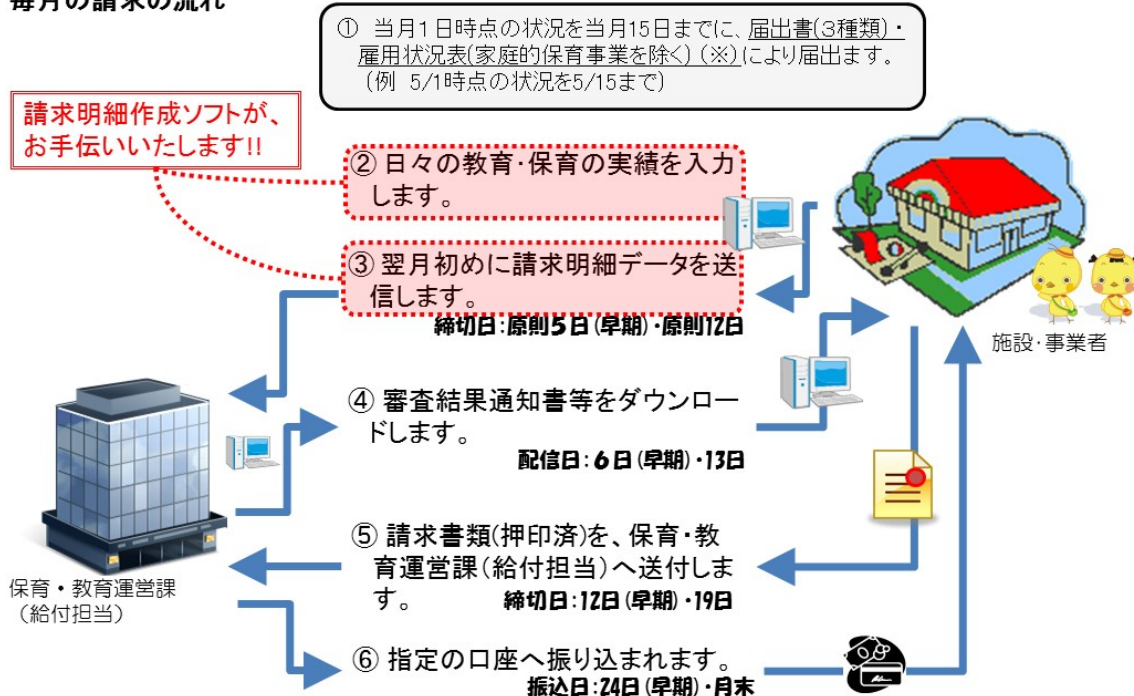 毎月の請求の流れ
① 当月1日時点の状況を当月15日までに、届出書(3種類)・
雇用状況表(家庭的保育事業を除く)(※)により届出ます。
(例 5/1時点の状況を5/15まで)
請求明細作成ソフトが、
お手伝いいたします!!
② 日々の教育・保育の実績を入力
します。
③ 翌月初めに請求明細データを送
信します。
締切日:原則5日(早期)・原則12日
施設・事業者
④ 審査結果通知書等をダウンロー
ドします。
配信日:6日(早期)・13日
⑤ 請求書類(押印済)を、保育・教
育運営課(給付担当)へ送付しま
す。 締切日:12日(早期)・19日
保育・教育運営課
(給付担当)
⑥ 指定の口座へ振り込まれます。
振込日:24日(早期)・月末